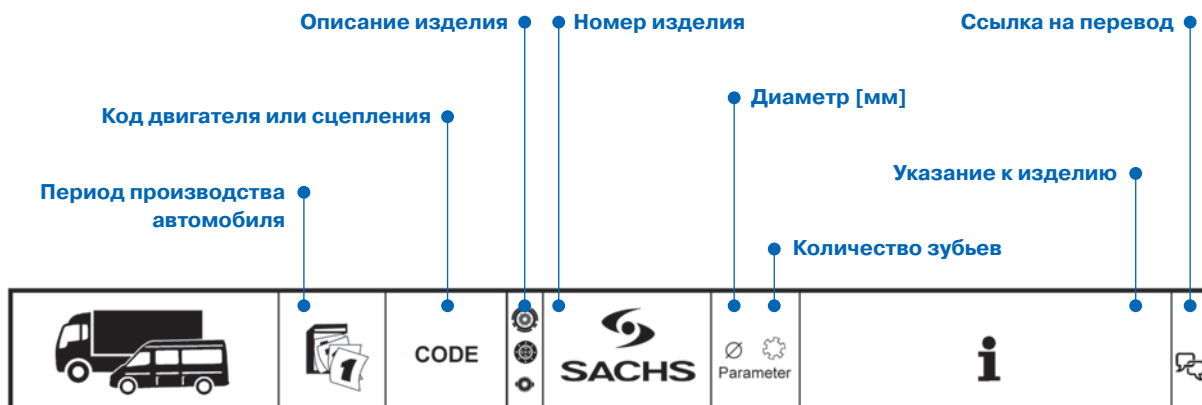 Описание изделия
Номер изделия
Ссылка на перевод
Диаметр [мм]
Код двигателя или сцепления
Указание к изделию
Период производства
автомобиля
Количество зубьев
CODE
SACHS
Parameter
1
i